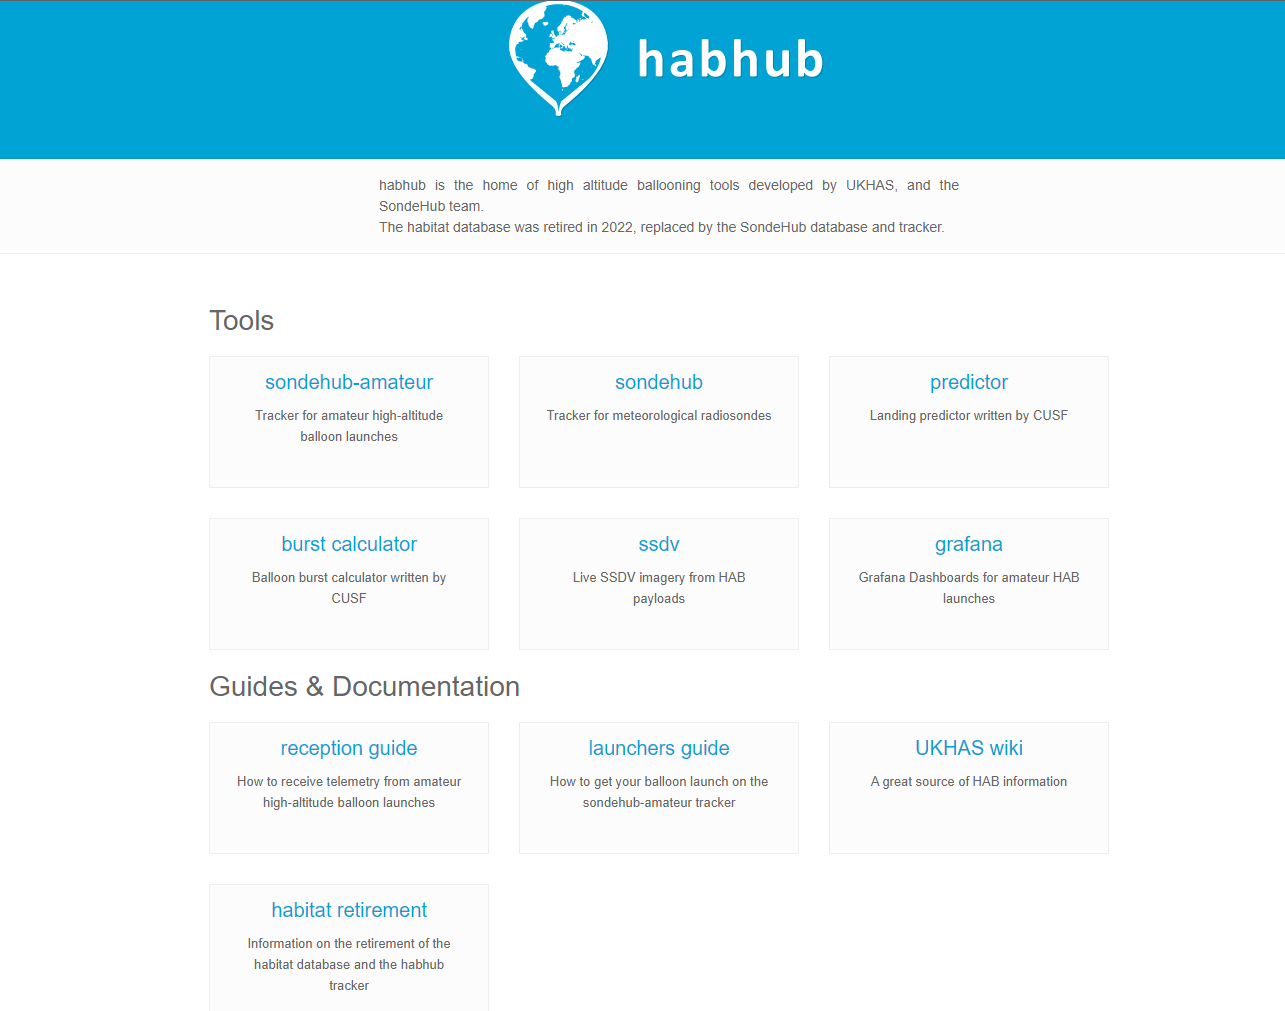 habhub
habhub is the home of high altitude ballooning tools developed by UKHAS, and the
SondeHub team.
The habitat database was retired in 2022, replaced by the SondeHub database and tracker.
Tools
sondehub-amateur
Tracker for amateur high-altitude
balloon launches
sondehub
Tracker for meteorological radiosondes
predictor
Landing predictor written by CUSF
burst calculator
Balloon burst calculator written by
CUSF
ssdv
Live SSDV imagery from HAB
payloads
grafana
Grafana Dashboards for amateur HAB
launches
Guides & Documentation
reception guide
How to receive telemetry from amateur
high-altitude balloon launches
launchers guide
How to get your balloon launch on the
sondehub-amateur tracker
UKHAS wiki
A great source of HAB information
habitat retirement
Information on the retirement of the
habitat database and the habhub
tracker